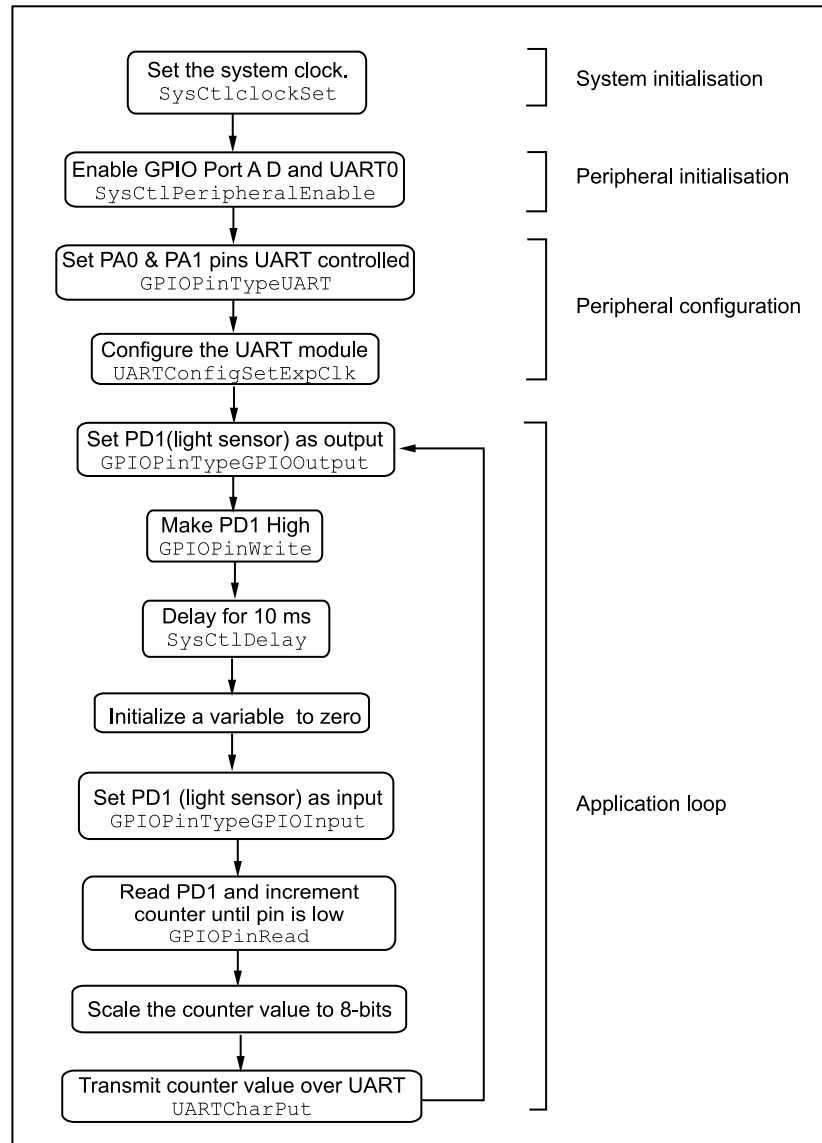 Set the system clock.
SysCtlclockSet
System initialisation
Enable GPIO Port A D and UART0
SysCtlPeripheralEnable
Peripheral initialisation
Set PA0 & PA1 pins UART controlled
GPIOPinTypeUART
Peripheral configuration
Configure the UART module
UARTConfigSetExpClk
Set PD1(light sensor) as output
GPIOPinTypeGPIOOutput
Make PD1 High
GPIOPinWrite
Delay for 10 ms
SysCtlDelay
Initialize a variable to zero
Set PD1 (light sensor) as input
GPIOPinTypeGPIOInput
Application loop
Read PD1 and increment
counter until pin is low
GPIOPinRead
Scale the counter value to 8-bits
Transmit counter value over UART
UARTCharPut